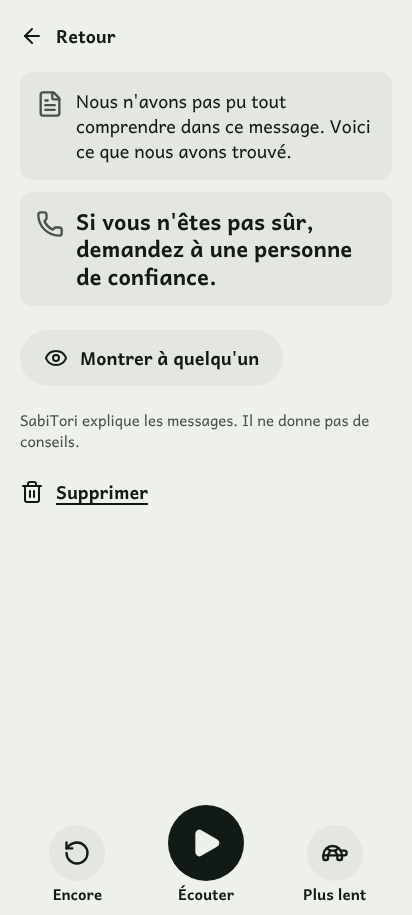 Retour
Nous n'avons pas pu tout
comprendre dans ce message. Voici
ce que nous avons trouvé.
Si vous n'êtes pas sûr,
demandez à une personne
de confiance.
Montrer à quelqu'un
SabiTori explique les messages. Il ne donne pas de
conseils.
Supprimer
Encore
Écouter
Plus lent